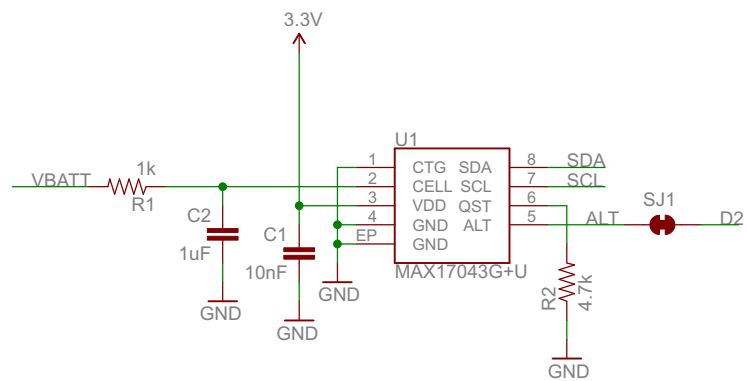 3.3V
U1
1k
VBATT
R1
1 CTG SDA 8 SDA
2 CELL SCL 7 SCL
3 VDD QST 6
4 GND ALT 5 ALT
EP GND
SJ1
D2
C2
1uF
C1
10nF
MAX17043G+U
R2
4.7k
GND
GND
GND
GND